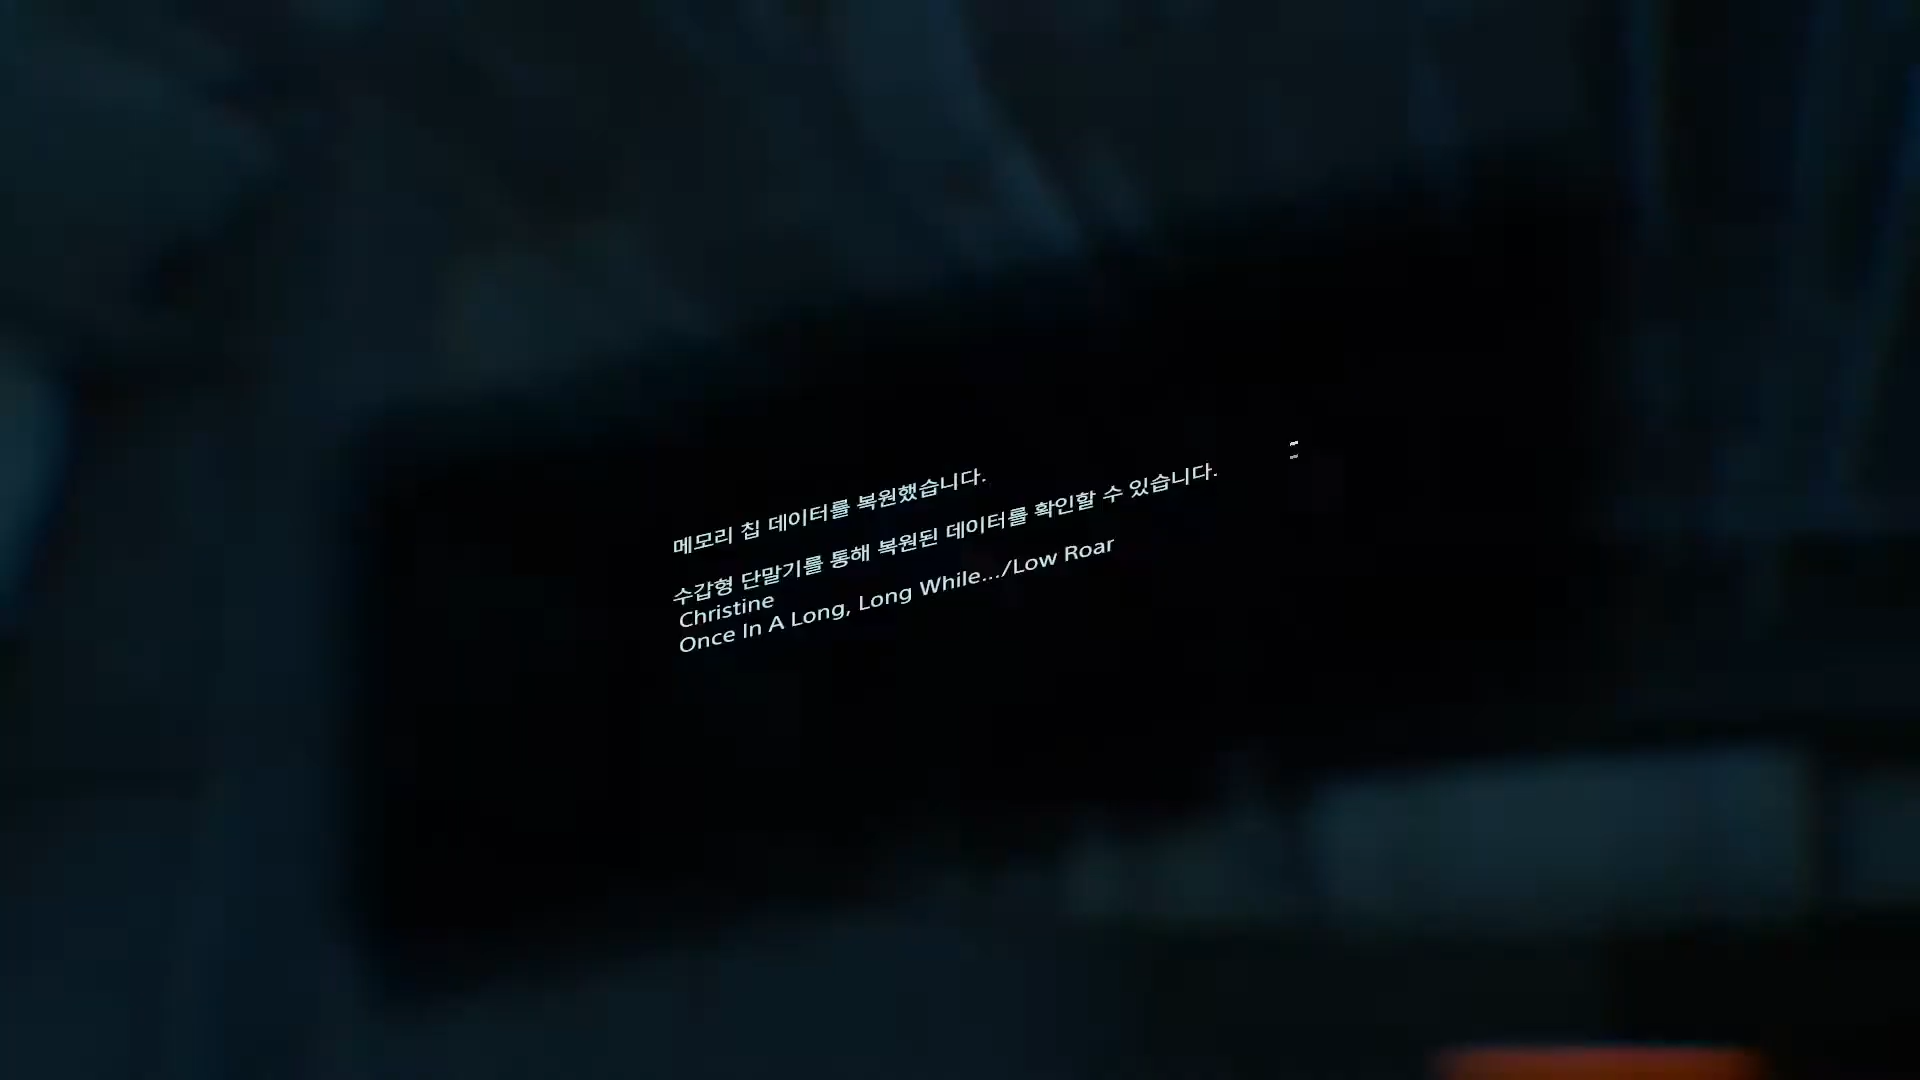 메모리 칩 데이터를 복원했습니다.
수갑형 단말기를 통해 복원된 데이터를 확인할 수 있습니다.
Christine
Once In A Long, Long While.../Low Roar